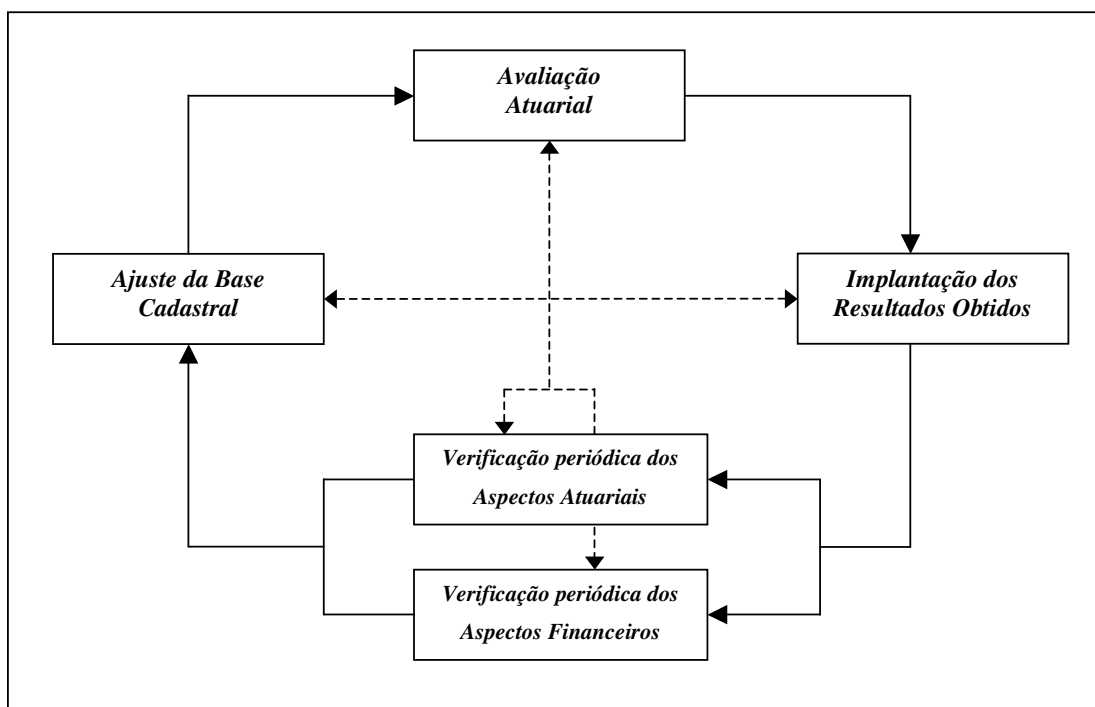 Avaliação
Atuarial
Ajuste da Base
Cadastral
Implantação dos
Resultados Obtidos
Verificação periódica dos
Aspectos Atuariais
Verificação periódica dos
Aspectos Financeiros